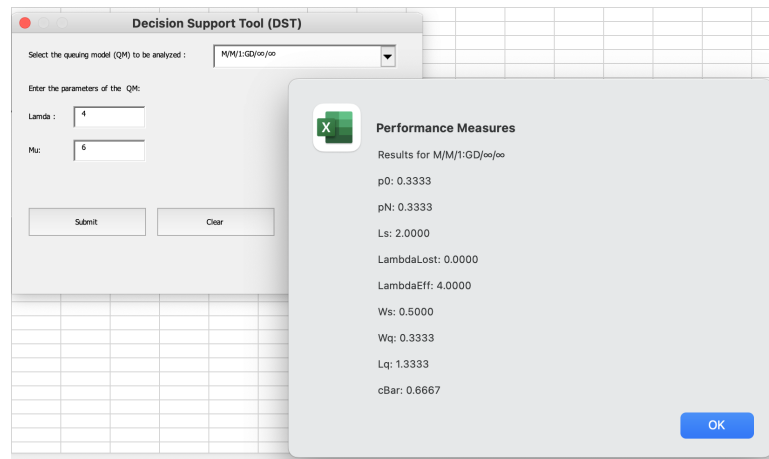 Decision Support Tool (DST)
Select the queuing model (QM) to be analyzed :
M/M/1:GD/∞/∞
Enter the parameters of the QM:
Lamda :
4
Mu:
6
Submit
Clear
X
Performance Measures
Results for M/M/1:GD/∞/∞
p0: 0.3333
pN: 0.3333
Ls: 2.0000
LambdaLost: 0.0000
LambdaEff: 4.0000
Ws: 0.5000
Wq: 0.3333
Lq: 1.3333
cBar: 0.6667
OK